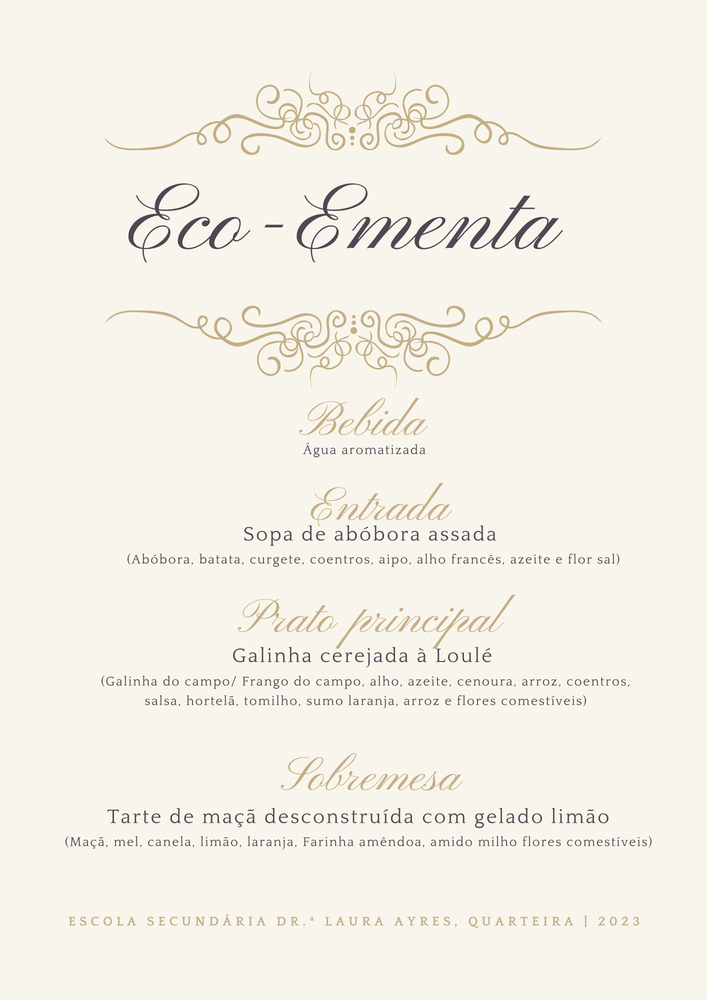 Eco - Ementa
Bebida
Água aromatizada
Entrada
Sopa de abóbora assada
(Abóbora, batata, curgete, coentros, aipo, alho francês, azeite e flor sal)
Prato principal
Galinha cerejada à Loulé
(Galinha do campo/ Frango do campo, alho, azeite, cenoura, arroz, coentros,
salsa, hortelã, tomilho, sumo laranja, arroz e flores comestíveis)
Sobremesa
Tarte de maçã desconstruída com gelado limão
(Maçã, mel, canela, limão, laranja, Farinha amêndoa, amido milho flores comestíveis)
ESCOLA SECUNDÁRIA DR.ª LAURA AYRES, QUARTEIRA | 2023